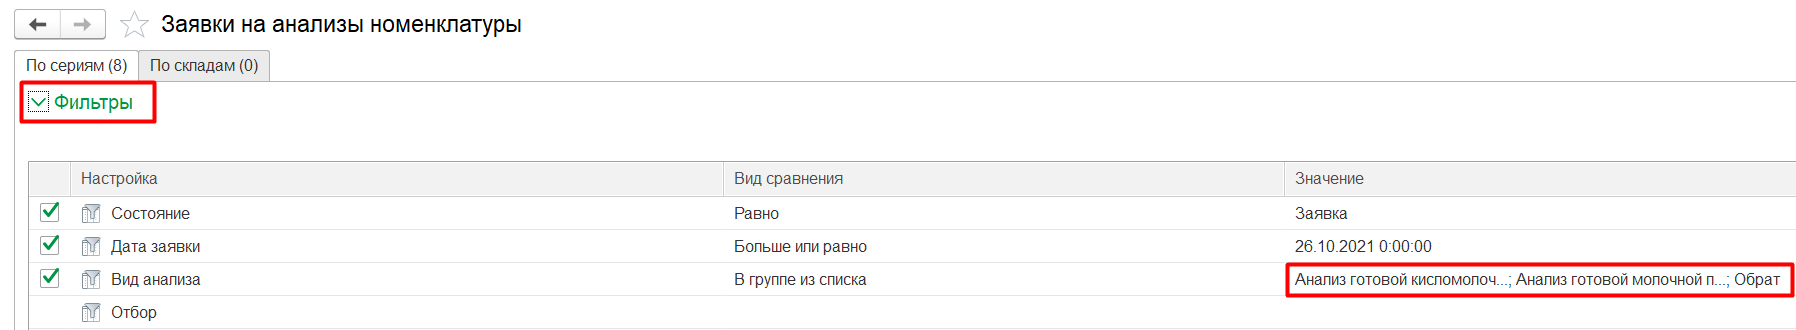 Заявки на анализы номенклатуры
По сериям (8) По складам (0)
Фильтры
Настройка Вид сравнения Значение
Состояние Равно Заявка
Дата заявки Больше или равно 26.10.2021 0:00:00
Вид анализа В группе из списка Анализ готовой кисломолоч...; Анализ готовой молочной п...; Обрат
Отбор